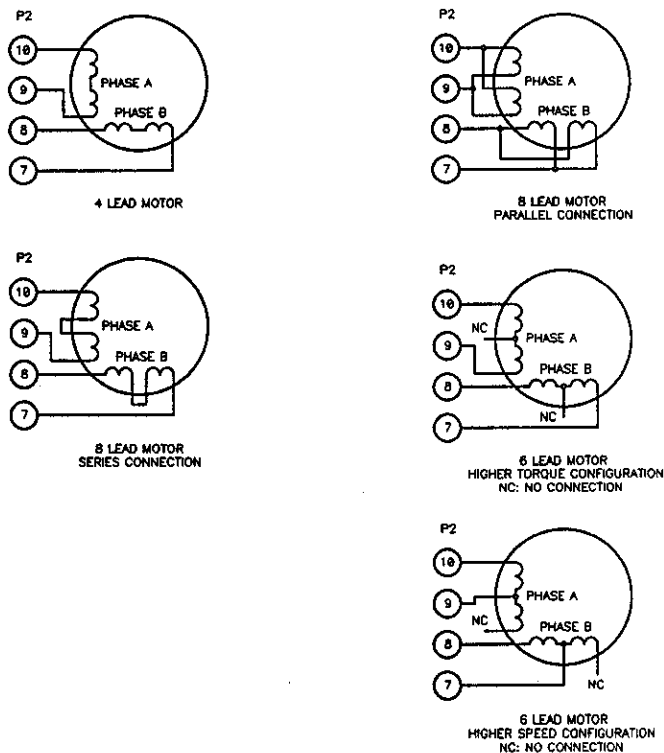 P2
10
9
8
7
PHASE A
PHASE B
4 LEAD MOTOR
P2
10
9
8
7
PHASE A
PHASE B
8 LEAD MOTOR
PARALLEL CONNECTION
P2
10
9
8
7
PHASE A
PHASE B
8 LEAD MOTOR
SERIES CONNECTION
P2
10
NC
9
8
7
PHASE A
PHASE B
NC
6 LEAD MOTOR
HIGHER TORQUE CONFIGURATION
NC: NO CONNECTION
P2
10
9
NC
8
7
PHASE A
PHASE B
NC
6 LEAD MOTOR
HIGHER SPEED CONFIGURATION
NC: NO CONNECTION